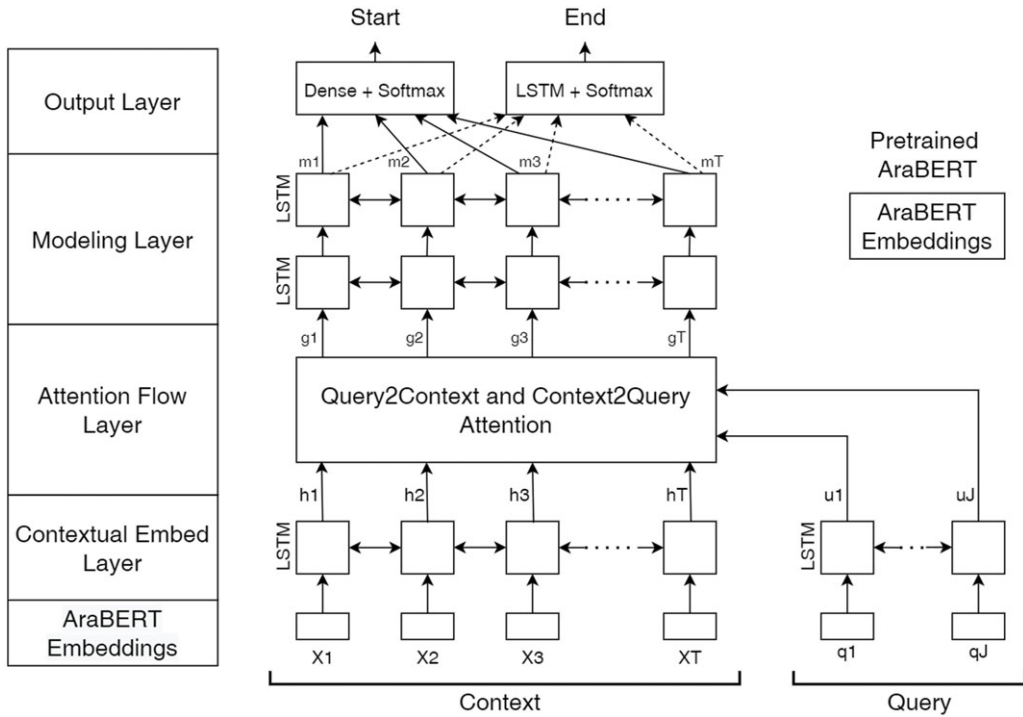 Start End
Dense + Softmax LSTM + Softmax
Output Layer
m1 m2 m3 mT
LSTM
Modeling Layer
LSTM
Pretrained
AraBERT
AraBERT
Embeddings
g1 g2 g3 gT
Attention Flow
Layer
Query2Context and Context2Query
Attention
h1 h2 h3 hT u1 uJ
Contextual Embed
Layer
LSTM LSTM
AraBERT
Embeddings
X1 X2 X3 XT q1 qJ
Context Query